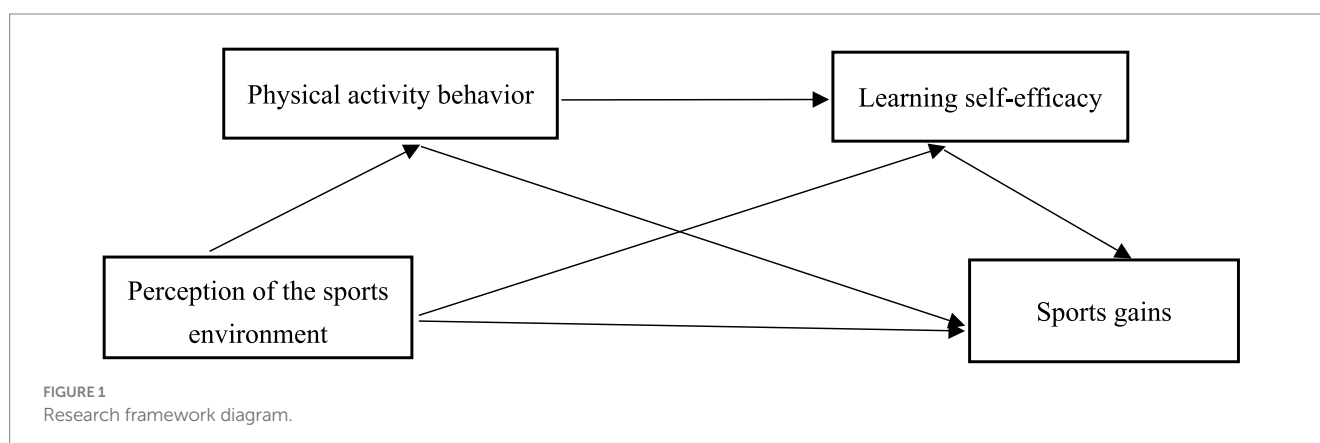 Physical activity behavior
Learning self-efficacy
Perception of the sports
environment
Sports gains
FIGURE 1
Research framework diagram.